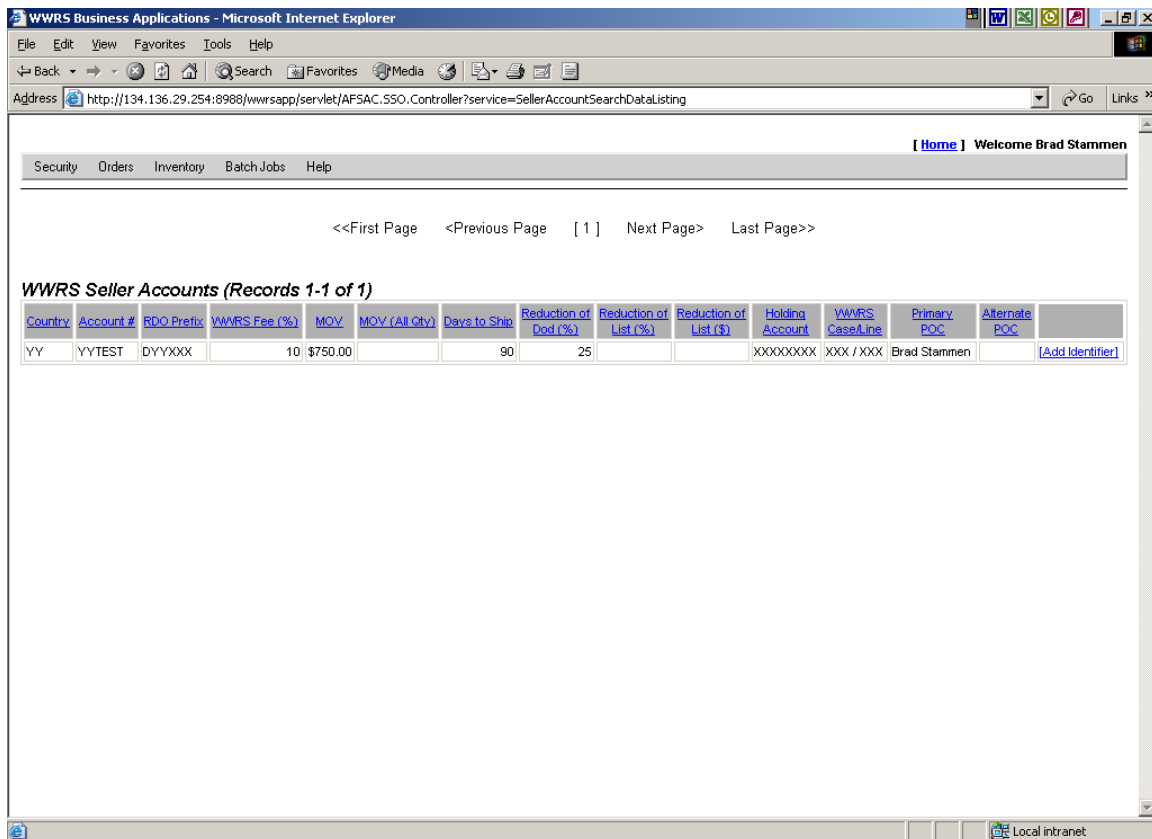 WWRS Business Applications - Microsoft Internet Explorer
File Edit View Favorites Tools Help
Back Search Favorites Media
Address http://134.136.29.254:8988/wwrsapp/servlet/AFSAC.SSO.Controller?service=SellerAccountSearchDataListing Go Links »
[ Home ] Welcome Brad Stammen
Security Orders Inventory Batch Jobs Help
<<First Page <Previous Page [ 1 ] Next Page> Last Page>>
WWRS Seller Accounts (Records 1-1 of 1)
Country Account # RDO Prefix WWRS Fee (%) MOV MOV (All Qty) Days to Ship Reduction of Dod (%) Reduction of List (%) Reduction of List ($) Holding Account WWRS Case/Line Primary POC Alternate POC
YY YYTEST DYYXXX 10 $750.00 90 25 XXXXXXXX XXX / XXX Brad Stammen [Add Identifier]
Local intranet